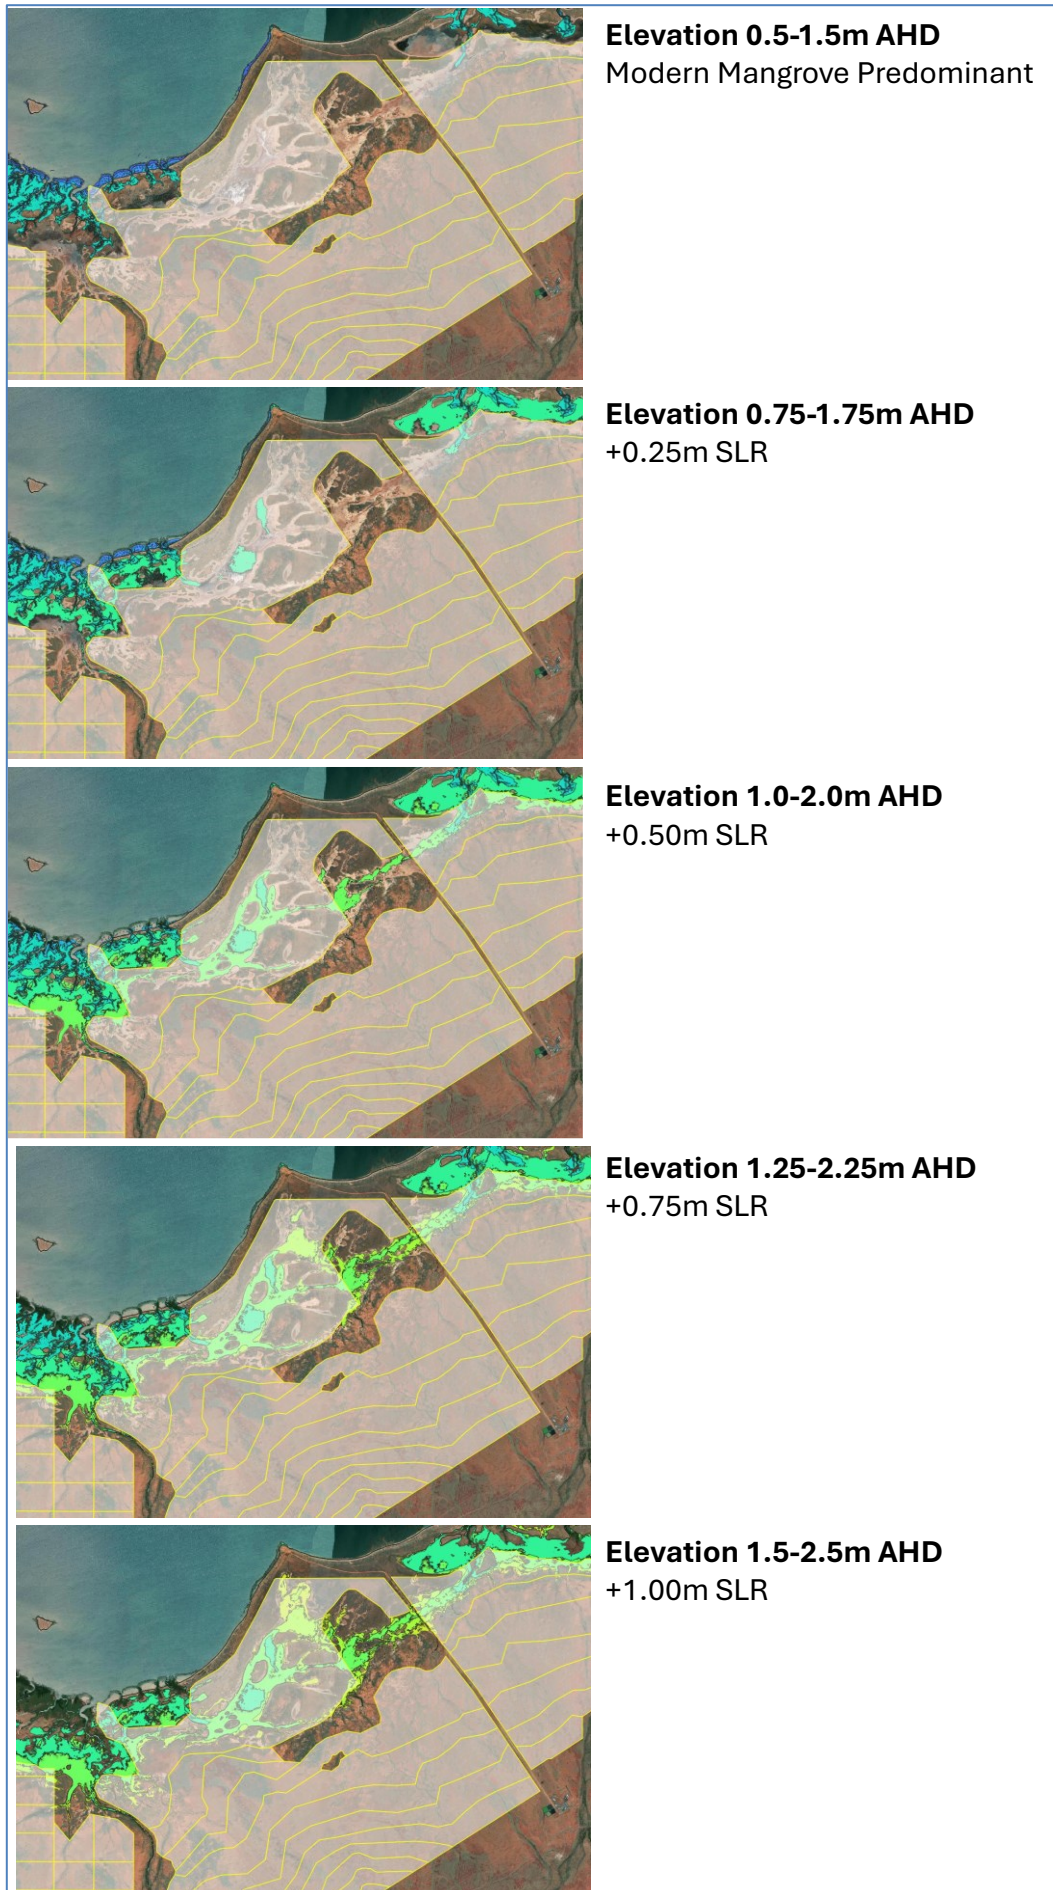 Elevation 0.5-1.5m AHD
Modern Mangrove Predominant
Elevation 0.75-1.75m AHD
+0.25m SLR
Elevation 1.0-2.0m AHD
+0.50m SLR
Elevation 1.25-2.25m AHD
+0.75m SLR
Elevation 1.5-2.5m AHD
+1.00m SLR